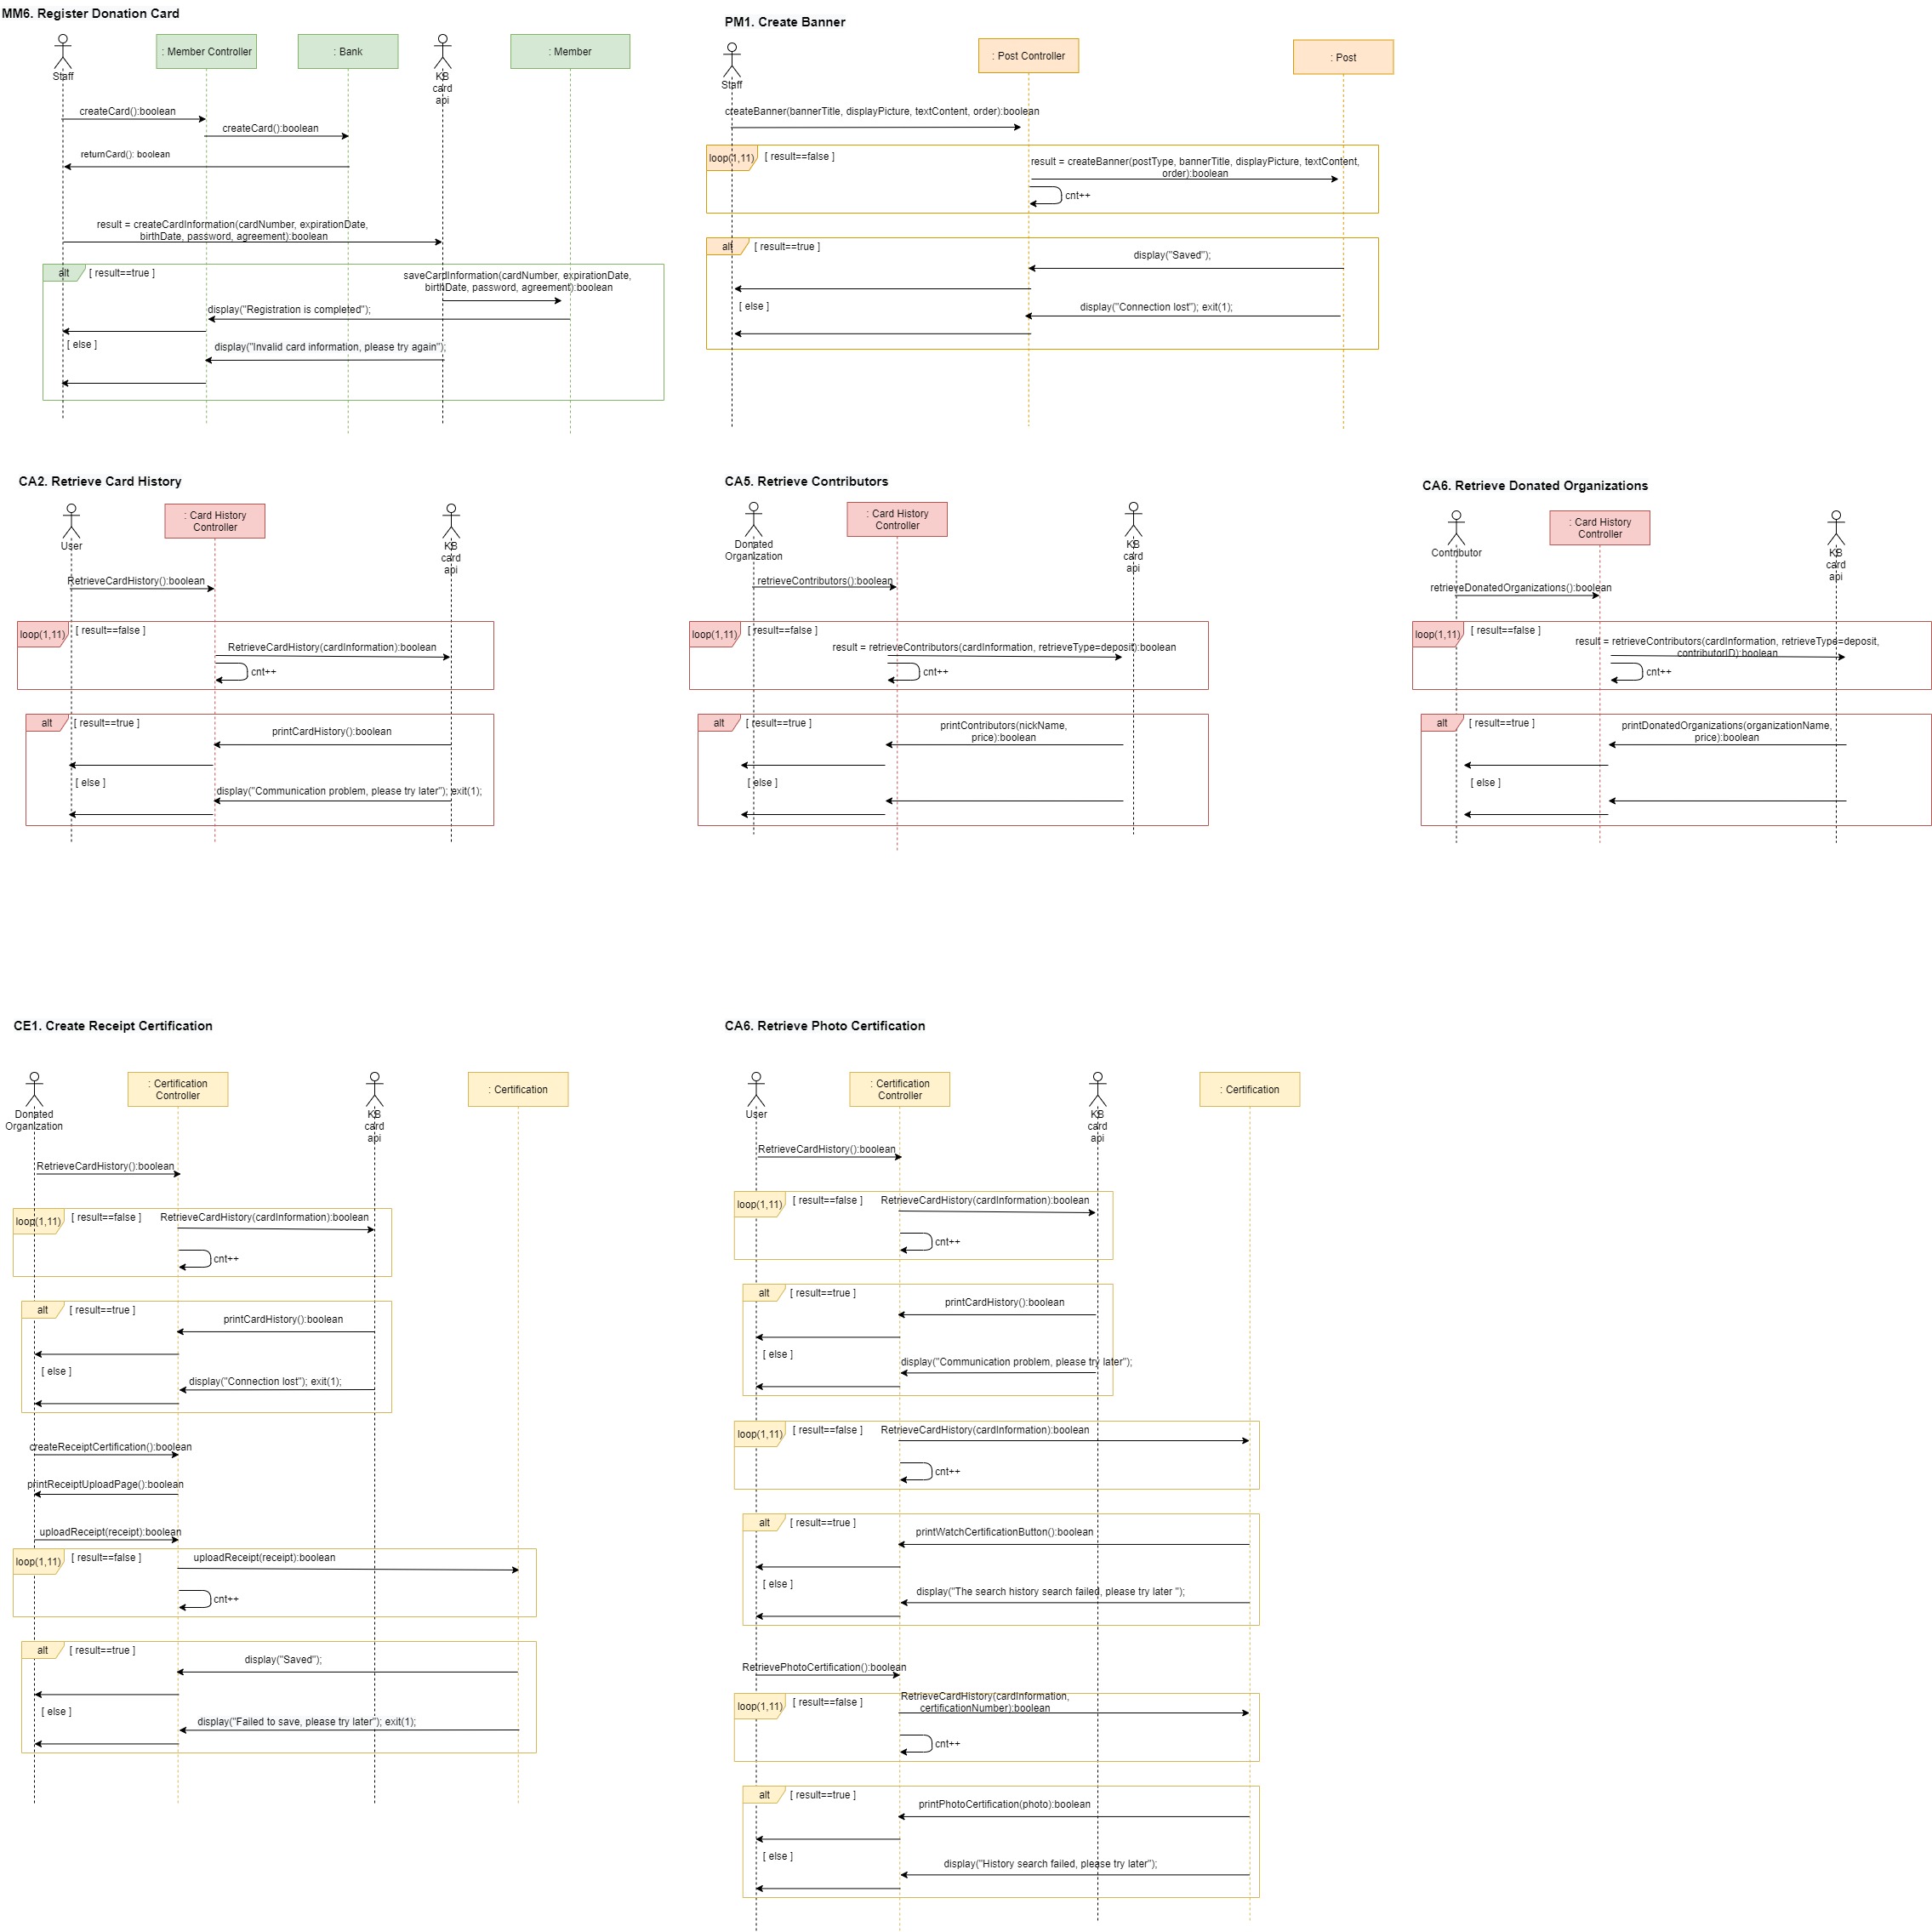 MM6. Register Donation Card
Staff
: Member Controller
: Bank
KB
card
api
: Member
createCard():boolean
createCard():boolean
returnCard(): boolean
result = createCardInformation(cardNumber, expirationDate,
birthDate, password, agreement):boolean
alt
[ result==true ]
saveCardInformation(cardNumber, expirationDate,
birthDate, password, agreement):boolean
display("Registration is completed");
[ else ]
display("Invalid card information, please try again");
PM1. Create Banner
Staff
: Post Controller
: Post
createBanner(bannerTitle, displayPicture, textContent, order):boolean
loop(1,11)
[ result==false ]
result = createBanner(postType, bannerTitle, displayPicture, textContent,
order):boolean
cnt++
alt
[ result==true ]
display("Saved");
[ else ]
display("Connection lost"); exit(1);
CA2. Retrieve Card History
User
: Card History
Controller
KB
card
api
RetrieveCardHistory():boolean
loop(1,11)
[ result==false ]
RetrieveCardHistory(cardInformation):boolean
cnt++
alt
[ result==true ]
printCardHistory():boolean
[ else ]
display("Communication problem, please try later"); exit(1);
CA5. Retrieve Contributors
Donated
Organization
: Card History
Controller
KB
card
api
retrieveContributors():boolean
loop(1,11)
[ result==false ]
result = retrieveContributors(cardInformation, retrieveType=deposit):boolean
cnt++
alt
[ result==true ]
printContributors(nickName,
price):boolean
[ else ]
CA6. Retrieve Donated Organizations
Contributor
: Card History
Controller
KB
card
api
retrieveDonatedOrganizations():boolean
loop(1,11)
[ result==false ]
result = retrieveContributors(cardInformation, retrieveType=deposit,
contributorID):boolean
cnt++
alt
[ result==true ]
printDonatedOrganizations(organizationName,
price):boolean
[ else ]
CE1. Create Receipt Certification
Donated
Organization
: Certification
Controller
KB
card
api
: Certification
RetrieveCardHistory():boolean
loop(1,11)
[ result==false ]
RetrieveCardHistory(cardInformation):boolean
cnt++
alt
[ result==true ]
printCardHistory():boolean
[ else ]
display("Connection lost"); exit(1);
createReceiptCertification():boolean
printReceiptUploadPage():boolean
uploadReceipt(receipt):boolean
loop(1,11)
[ result==false ]
uploadReceipt(receipt):boolean
cnt++
alt
[ result==true ]
display("Saved");
[ else ]
display("Failed to save, please try later"); exit(1);
CA6. Retrieve Photo Certification
User
: Certification
Controller
KB
card
api
: Certification
RetrieveCardHistory():boolean
loop(1,11)
[ result==false ]
RetrieveCardHistory(cardInformation):boolean
cnt++
alt
[ result==true ]
printCardHistory():boolean
[ else ]
display("Communication problem, please try later");
loop(1,11)
[ result==false ]
RetrieveCardHistory(cardInformation):boolean
cnt++
alt
[ result==true ]
printWatchCertificationButton():boolean
[ else ]
display("The search history search failed, please try later ");
RetrievePhotoCertification():boolean
loop(1,11)
[ result==false ]
RetrieveCardHistory(cardInformation,
certificationNumber):boolean
cnt++
alt
[ result==true ]
printPhotoCertification(photo):boolean
[ else ]
display("History search failed, please try later");